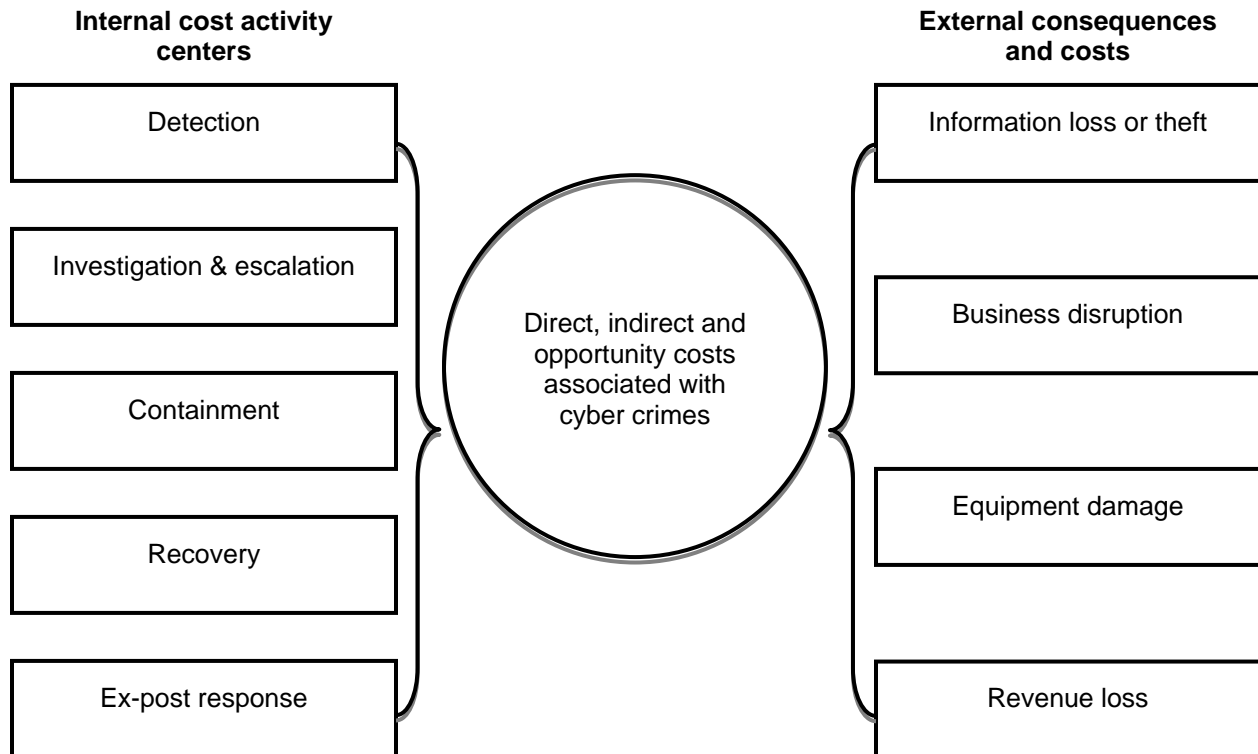 Internal cost activity
centers
Detection
Investigation & escalation
Containment
Recovery
Ex-post response
Direct, indirect and
opportunity costs
associated with
cyber crimes
External consequences
and costs
Information loss or theft
Business disruption
Equipment damage
Revenue loss